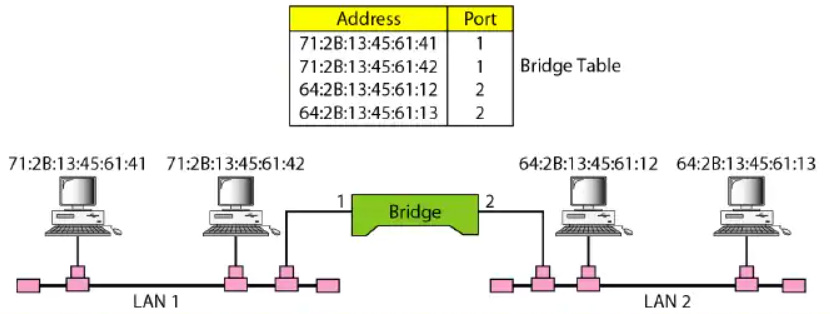 Address Port
71:2B:13:45:61:41 1
71:2B:13:45:61:42 1
64:2B:13:45:61:12 2
64:2B:13:45:61:13 2
Bridge Table
71:2B:13:45:61:41 71:2B:13:45:61:42 64:2B:13:45:61:12 64:2B:13:45:61:13
1 Bridge 2
LAN 1 LAN 2